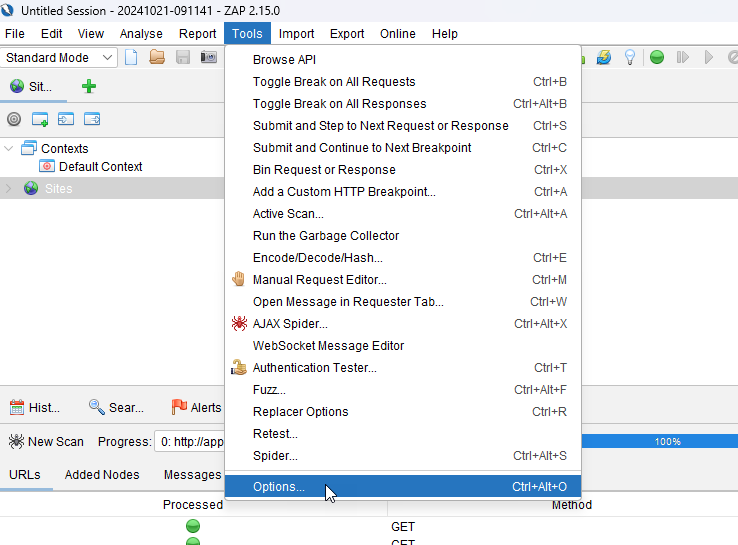 Untitled Session - 20241021-091141 - ZAP 2.15.0
File Edit View Analyse Report Tools Import Export Online Help
Standard Mode
Sit...
Contexts
Default Context
Sites
Browse API
Toggle Break on All Requests Ctrl+B
Toggle Break on All Responses Ctrl+Alt+B
Submit and Step to Next Request or Response Ctrl+S
Submit and Continue to Next Breakpoint Ctrl+C
Bin Request or Response Ctrl+X
Add a Custom HTTP Breakpoint... Ctrl+A
Active Scan... Ctrl+Alt+A
Run the Garbage Collector
Encode/Decode/Hash... Ctrl+E
Manual Request Editor... Ctrl+M
Open Message in Requester Tab... Ctrl+W
AJAX Spider... Ctrl+Alt+X
WebSocket Message Editor
Authentication Tester... Ctrl+T
Fuzz... Ctrl+Alt+F
Replacer Options Ctrl+R
Retest...
Spider... Ctrl+Alt+S
Options... Ctrl+Alt+O
Hist... Sear... Alerts
New Scan Progress: 0: http://app 100%
URLs Added Nodes Messages
Processed Method
GET
GET